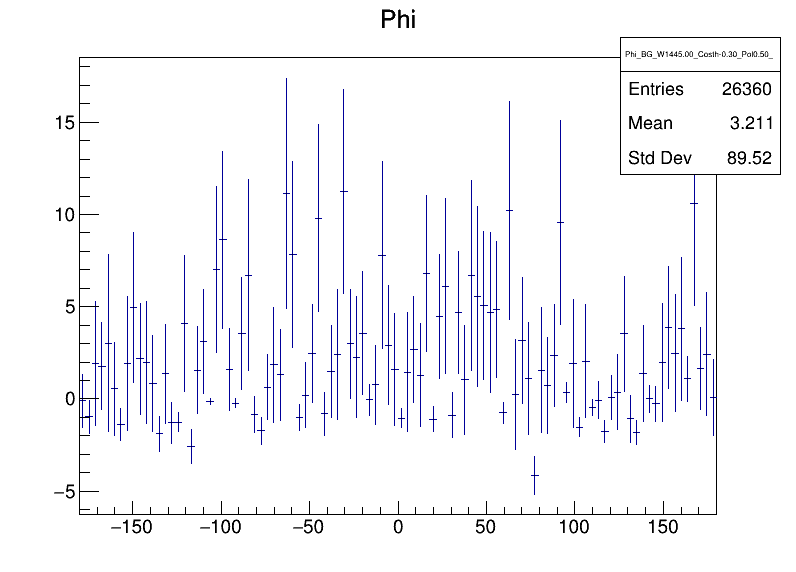 Phi
Phi_BG_W1445.00_Costh-0.30_Pol0.50_
Entries 26360
Mean 3.211
Std Dev 89.52
15
10
5
0
−5
−150 −100 −50 0 50 100 150